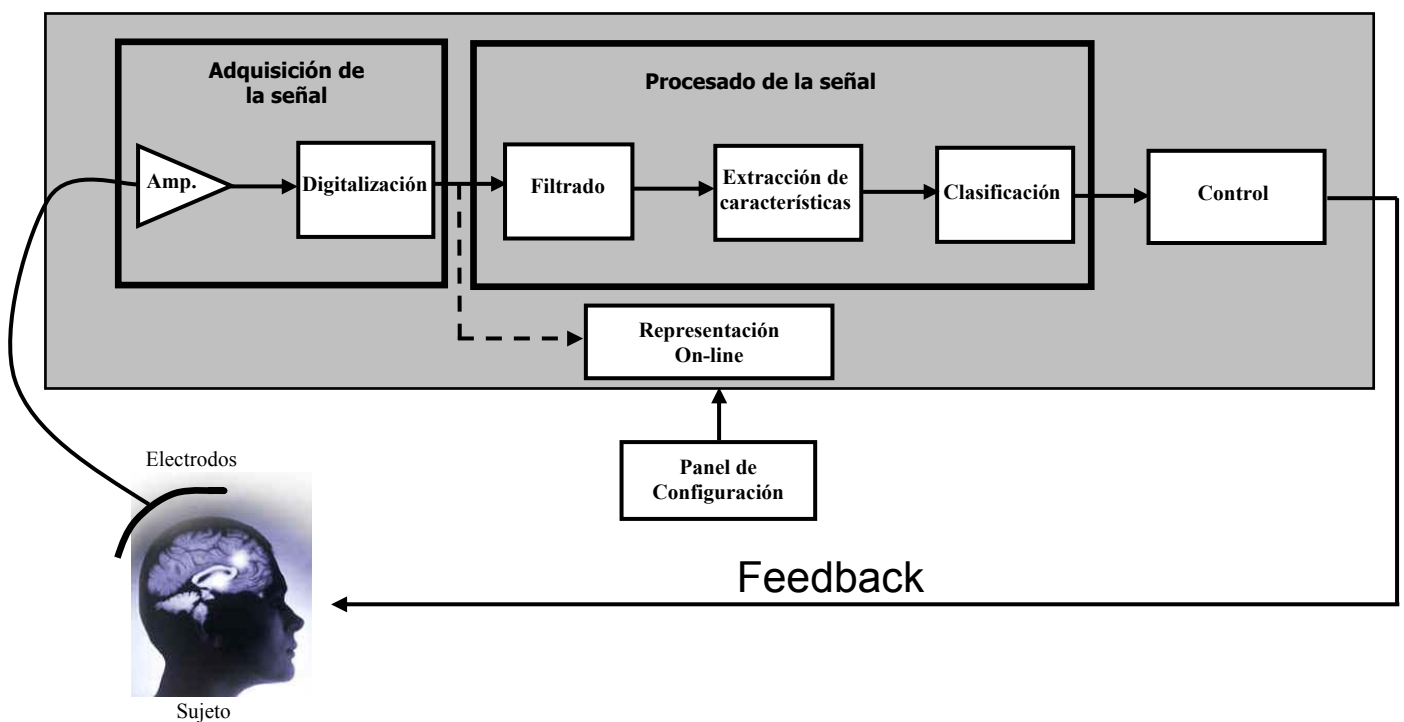 Adquisición de
la señal
Procesado de la señal
Amp.
Digitalización
Filtrado
Extracción de
características
Clasificación
Control
Representación
On-line
Panel de
Configuración
Electrodos
Feedback
Sujeto